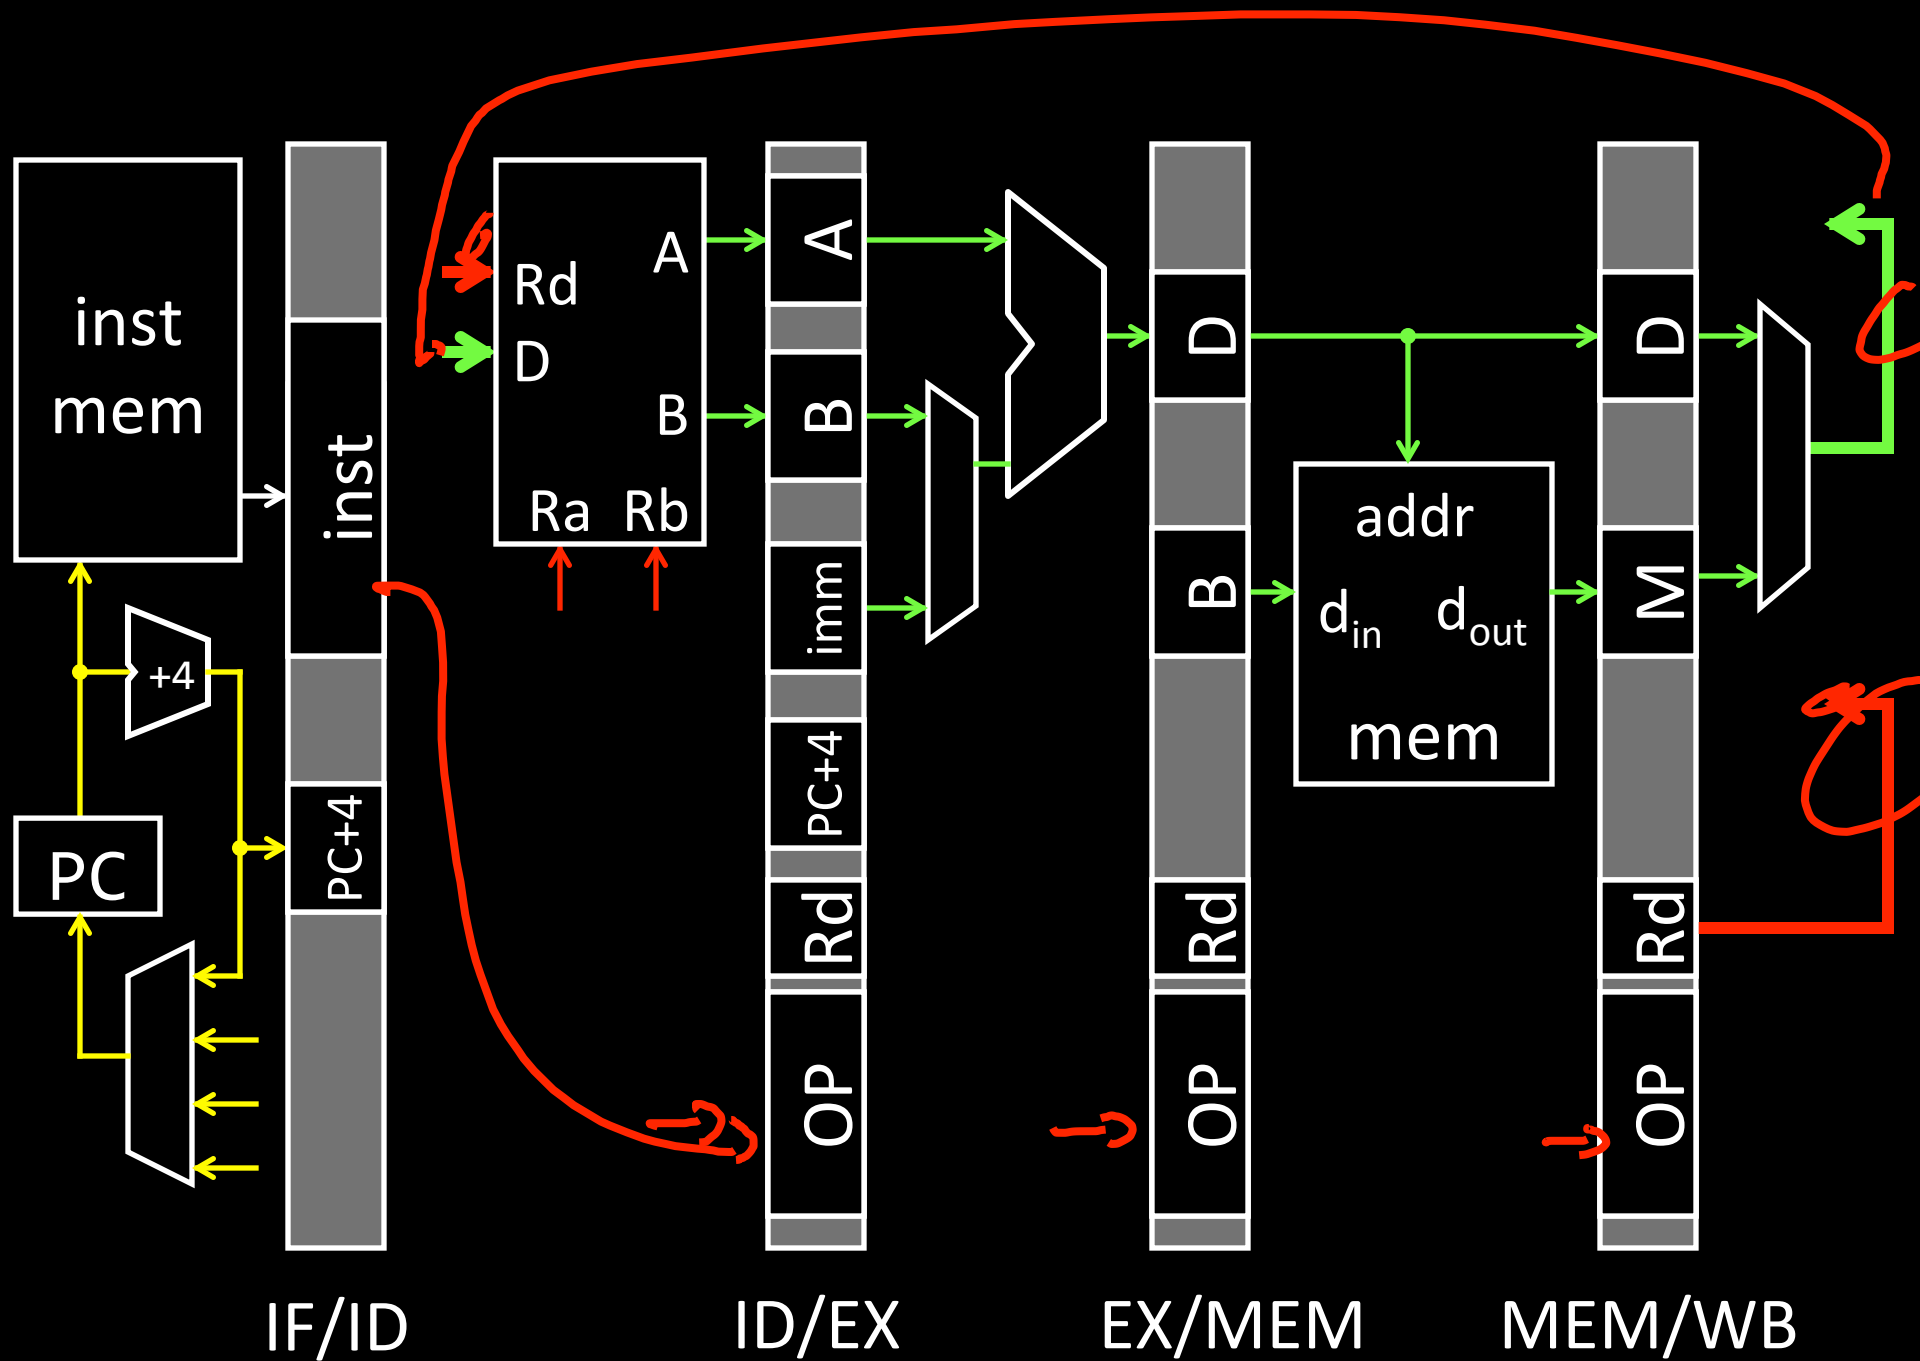 inst
mem
+4
PC
inst
PC+4
Rd
D
A
B
Ra Rb
A
B
imm
PC+4
Rd
OP
D
B
Rd
OP
addr
din dout
mem
D
M
Rd
OP
IF/ID
ID/EX
EX/MEM
MEM/WB